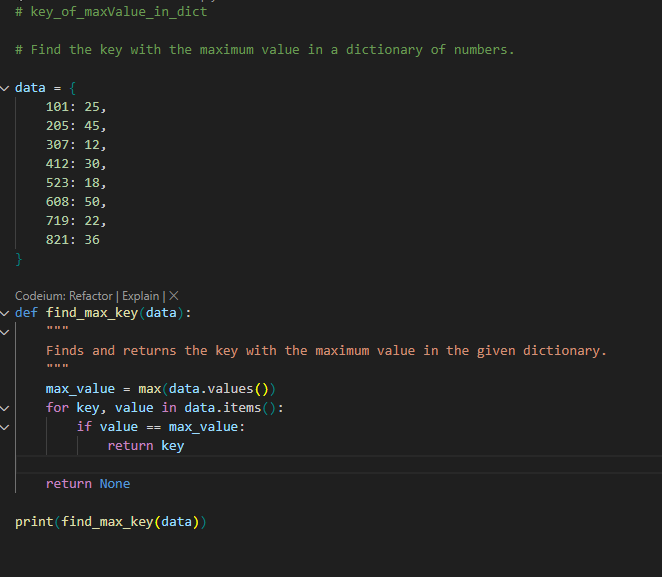 # key_of_maxValue_in_dict
# Find the key with the maximum value in a dictionary of numbers.
data = {
    101: 25,
    205: 45,
    307: 12,
    412: 30,
    523: 18,
    608: 50,
    719: 22,
    821: 36
}
Codeium: Refactor | Explain | ✕
def find_max_key(data):
    """
    Finds and returns the key with the maximum value in the given dictionary.
    """
    max_value = max(data.values())
    for key, value in data.items():
        if value == max_value:
            return key
    return None
print(find_max_key(data))